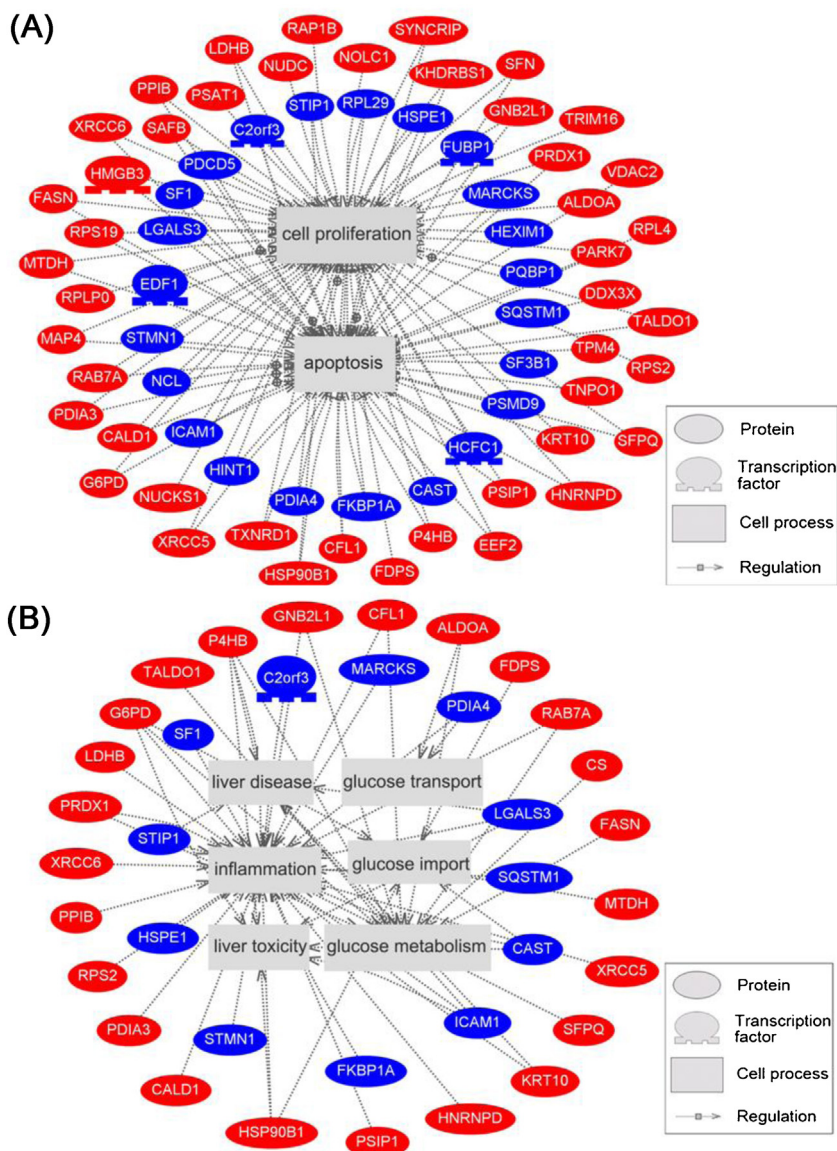 (A)
RAP1B
SYNCRIP
LDHB
NUDC
NOLC1
KHDRBS1
SFN
PPIB
PSAT1
STIP1
RPL29
HSPE1
GNB2L1
TRIM16
XRCC6
SAFB
C2orf3
FUBP1
PRDX1
VDAC2
HMGB3
PDCD5
MARCKS
ALDOA
FASN
SF1
RPL4
RPS19
LGALS3
cell proliferation
HEXIM1
PARK7
MTDH
EDF1
PQBP1
DDX3X
RPLP0
SQSTM1
TALDO1
MAP4
STMN1
apoptosis
SF3B1
TPM4
RPS2
RAB7A
NCL
TNPO1
PDIA3
PSMD9
CALD1
ICAM1
HCFC1
KRT10
SFPQ
G6PD
HINT1
NUCKS1
PDIA4
FKBP1A
CAST
PSIP1
HNRNPD
XRCC5
TXNRD1
CFL1
P4HB
EEF2
HSP90B1
FDPS
Protein
Transcription
factor
Cell process
Regulation
(B)
GNB2L1
CFL1
ALDOA
P4HB
TALDO1
C2orf3
MARCKS
FDPS
G6PD
SF1
PDIA4
RAB7A
LDHB
liver disease
glucose transport
CS
PRDX1
STIP1
LGALS3
FASN
XRCC6
inflammation
glucose import
SQSTM1
MTDH
PPIB
HSPE1
liver toxicity
glucose metabolism
CAST
RPS2
XRCC5
PDIA3
STMN1
ICAM1
SFPQ
CALD1
FKBP1A
KRT10
HSP90B1
PSIP1
HNRNPD
Protein
Transcription
factor
Cell process
Regulation